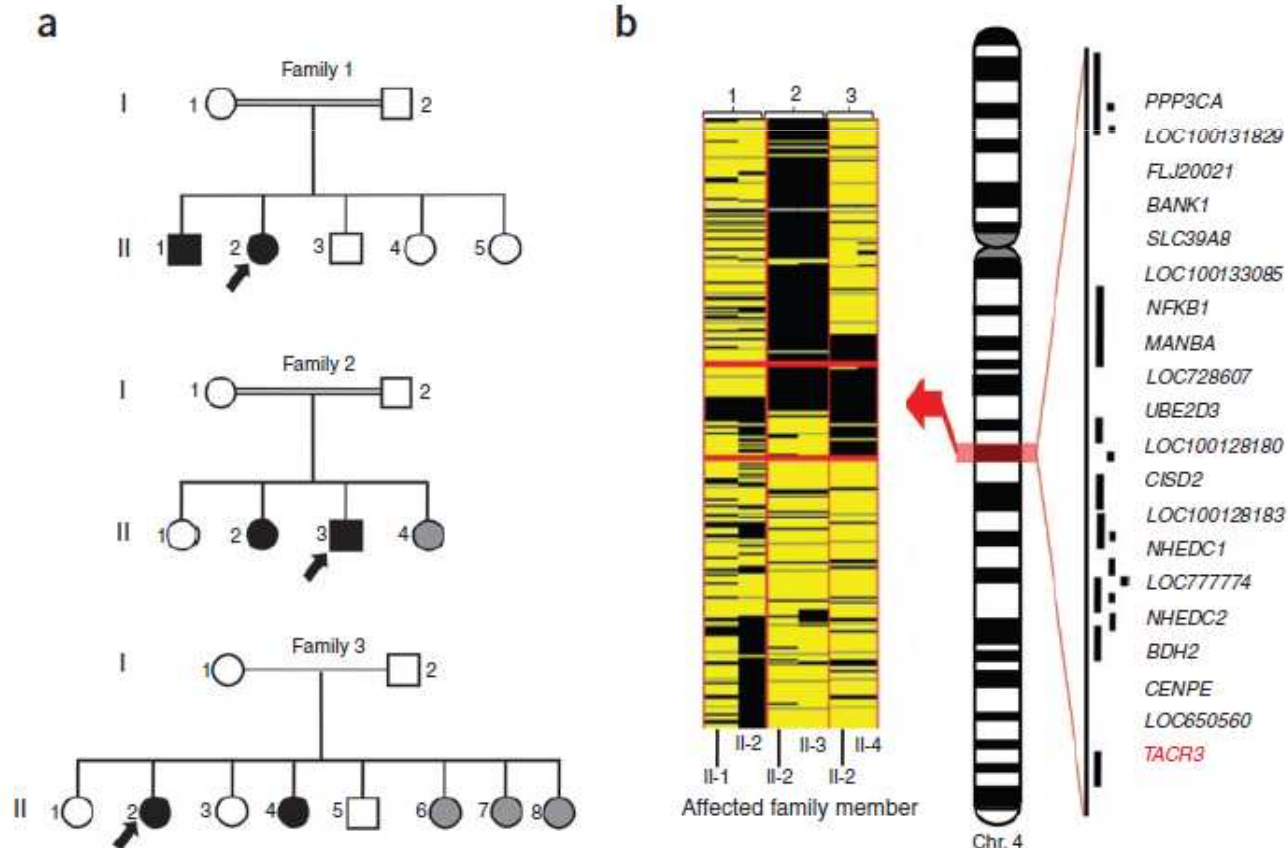 a
Family 1
I
1
2
II
1
2
3
4
5
Family 2
I
1
2
II
1
2
3
4
Family 3
I
1
2
II
1
2
3
4
5
6
7
8
b
1
2
3
II-2
II-3
II-4
II-1
II-2
II-2
Affected family member
Chr. 4
PPP3CA
LOC100131829
FLJ20021
BANK1
SLC39A8
LOC100133085
NFKB1
MANBA
LOC728607
UBE2D3
LOC100128180
CISD2
LOC100128183
NHEDC1
LOC777774
NHEDC2
BDH2
CENPE
LOC650560
TACR3